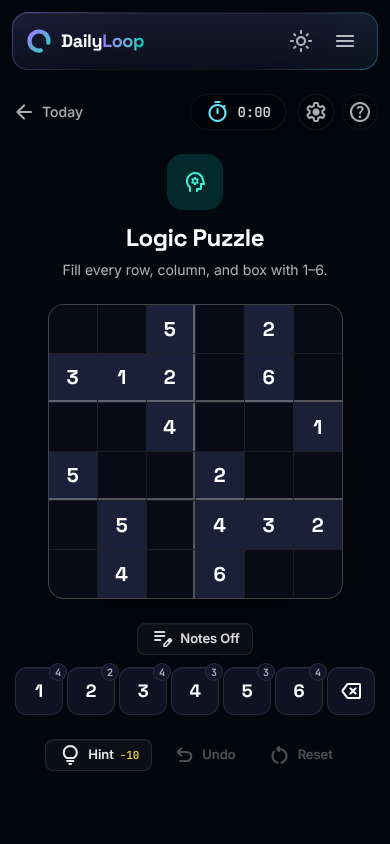 DailyLoop
Today
0:00
Logic Puzzle
Fill every row, column, and box with 1–6.
5 2
3 1 2 6
4 1
5 2
5 4 3 2
4 6
Notes Off
4 2 4 3 3 4
1 2 3 4 5 6
Hint -10 Undo Reset